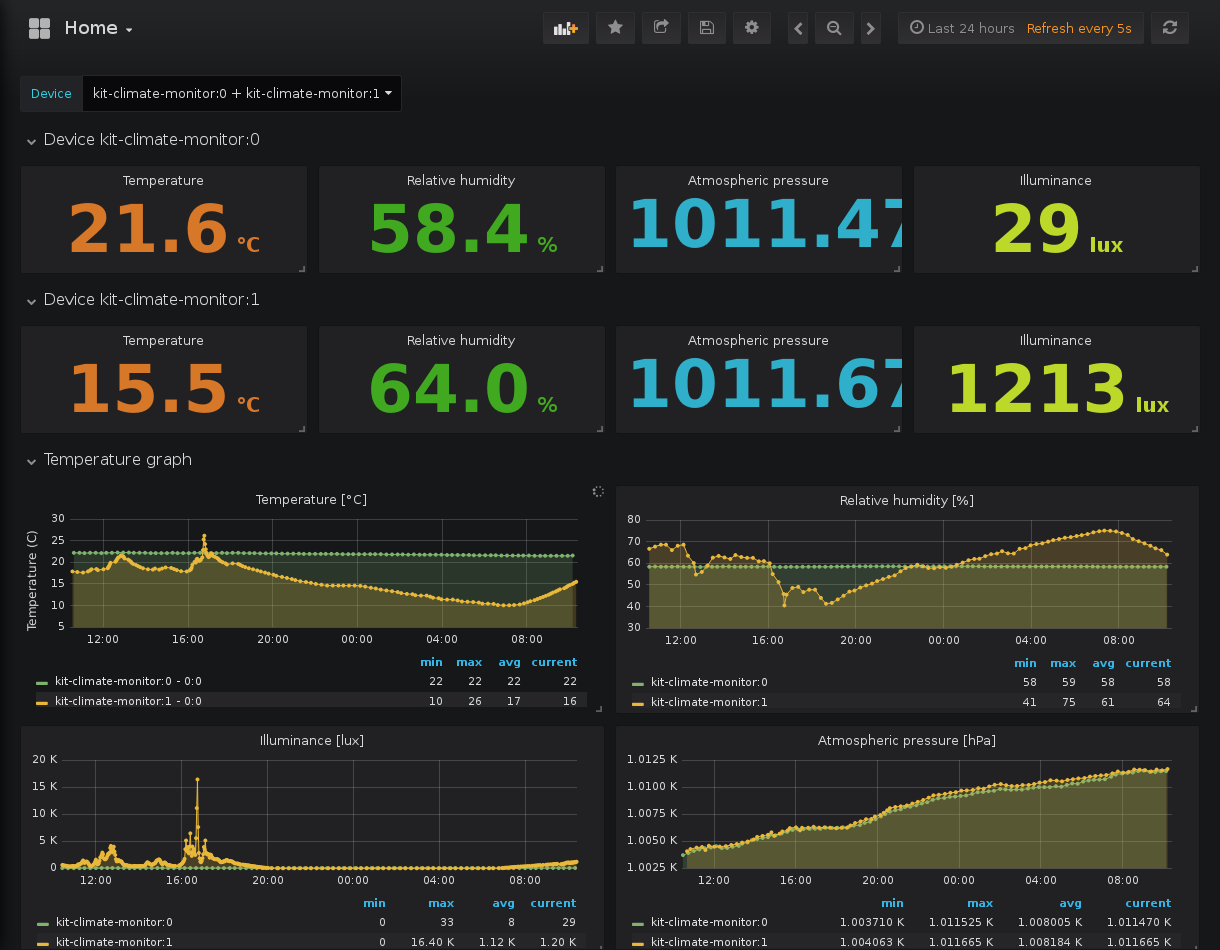 Home
Last 24 hours Refresh every 5s
Device kit-climate-monitor:0 + kit-climate-monitor:1
Device kit-climate-monitor:0
Temperature Relative humidity Atmospheric pressure Illuminance
21.6 °C 58.4 % 1011.47 29 lux
Device kit-climate-monitor:1
Temperature Relative humidity Atmospheric pressure Illuminance
15.5 °C 64.0 % 1011.67 1213 lux
Temperature graph
Temperature [°C]
Temperature (C)
30
25
20
15
10
5
12:00 16:00 20:00 00:00 04:00 08:00
min max avg current
kit-climate-monitor:0 - 0:0 22 22 22 22
kit-climate-monitor:1 - 0:0 10 26 17 16
Relative humidity [%]
80
70
60
50
40
30
12:00 16:00 20:00 00:00 04:00 08:00
min max avg current
kit-climate-monitor:0 58 59 58 58
kit-climate-monitor:1 41 75 61 64
Illuminance [lux]
20 K
15 K
10 K
5 K
0
12:00 16:00 20:00 00:00 04:00 08:00
min max avg current
kit-climate-monitor:0 0 33 8 29
kit-climate-monitor:1 0 16.40 K 1.12 K 1.20 K
Atmospheric pressure [hPa]
1.0125 K
1.0100 K
1.0075 K
1.0050 K
1.0025 K
12:00 16:00 20:00 00:00 04:00 08:00
min max avg current
kit-climate-monitor:0 1.003710 K 1.011525 K 1.008005 K 1.011470 K
kit-climate-monitor:1 1.004063 K 1.011665 K 1.008184 K 1.011665 K